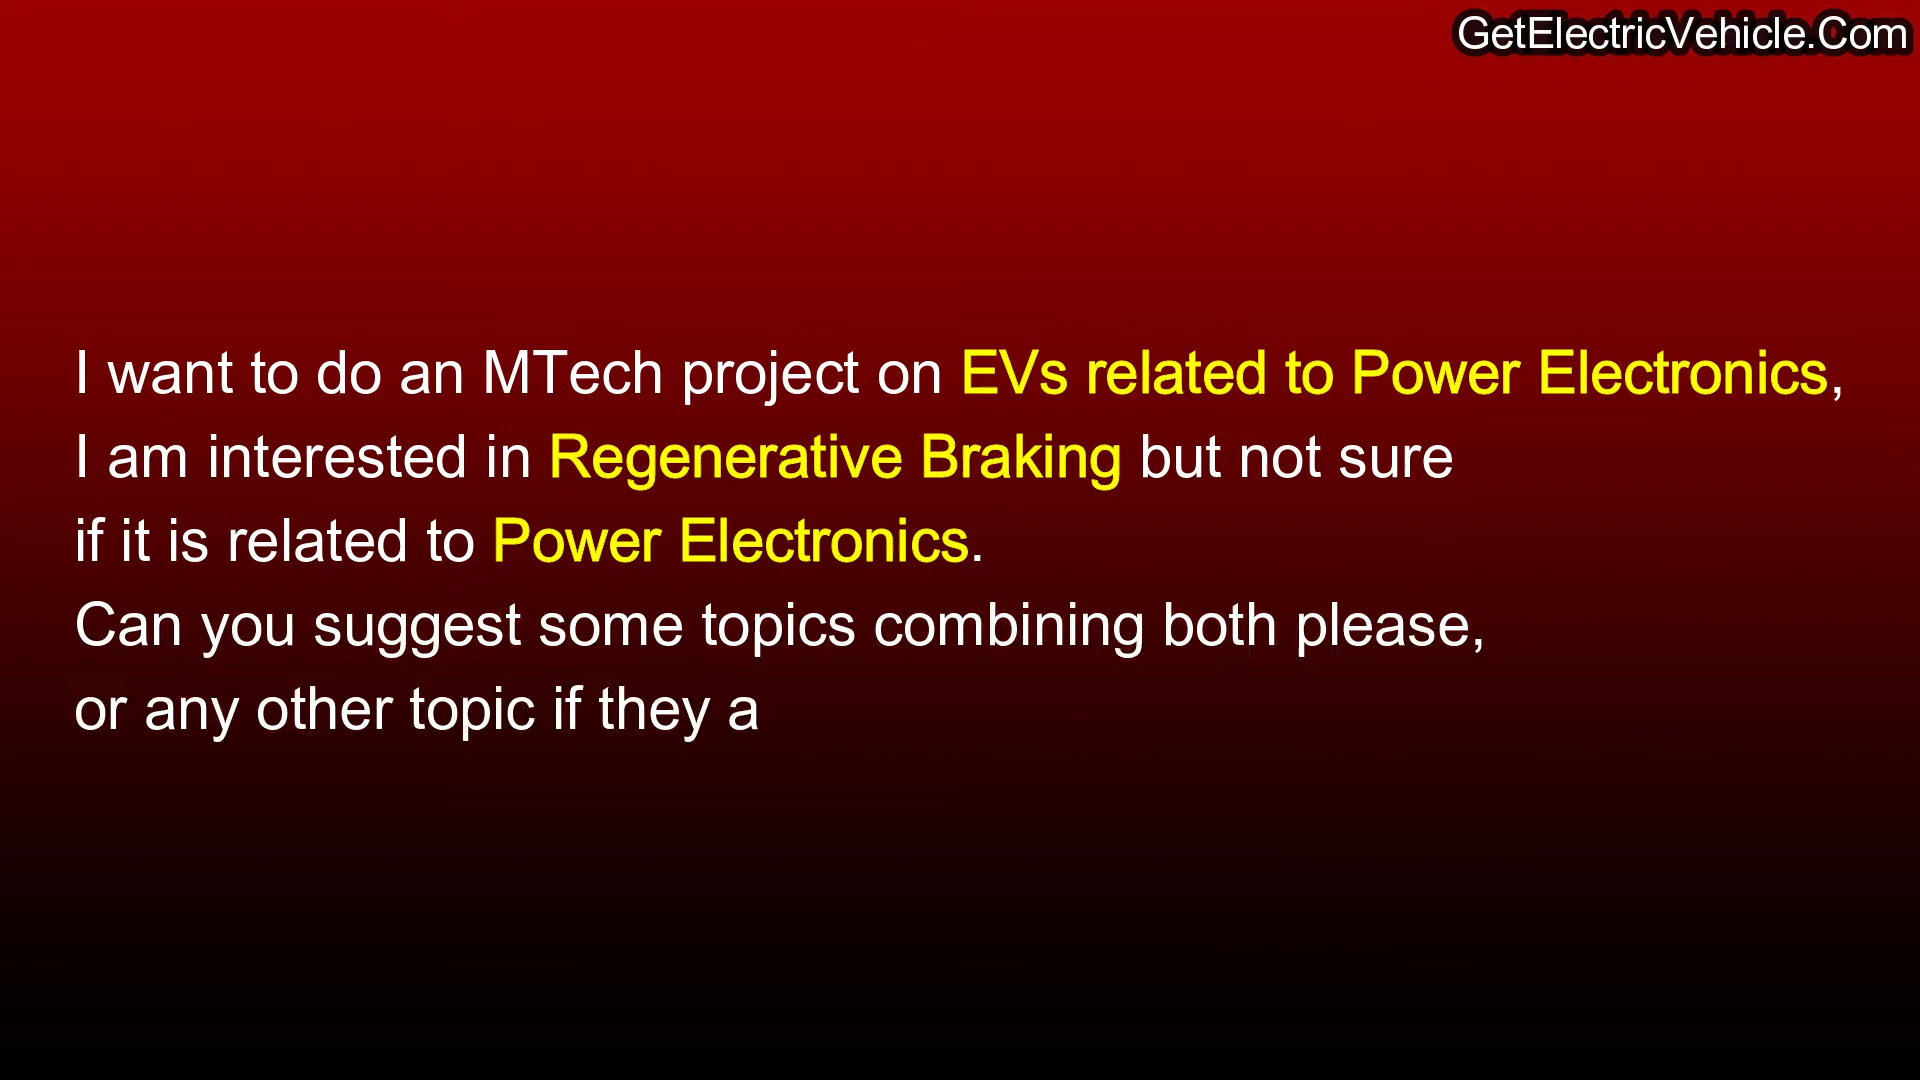 GetElectricVehicle.Com
I want to do an MTech project on EVs related to Power Electronics,
I am interested in Regenerative Braking but not sure
if it is related to Power Electronics.
Can you suggest some topics combining both please,
or any other topic if they a